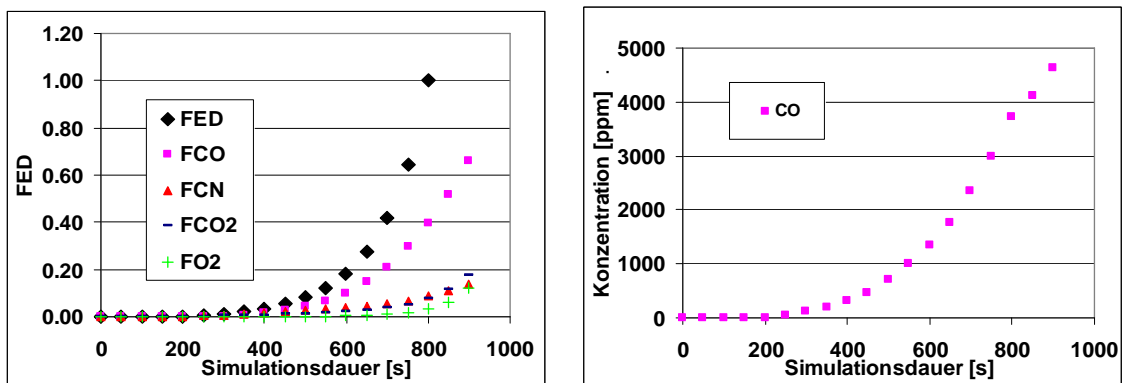 1.20
1.00
0.80
0.60
0.40
0.20
0.00
FED
FED
FCO
FCN
FCO2
FO2
0 200 400 600 800 1000
Simulationsdauer [s]
5000
4000
3000
2000
1000
0
Konzentration [ppm]
CO
0 200 400 600 800 1000
Simulationsdauer [s]